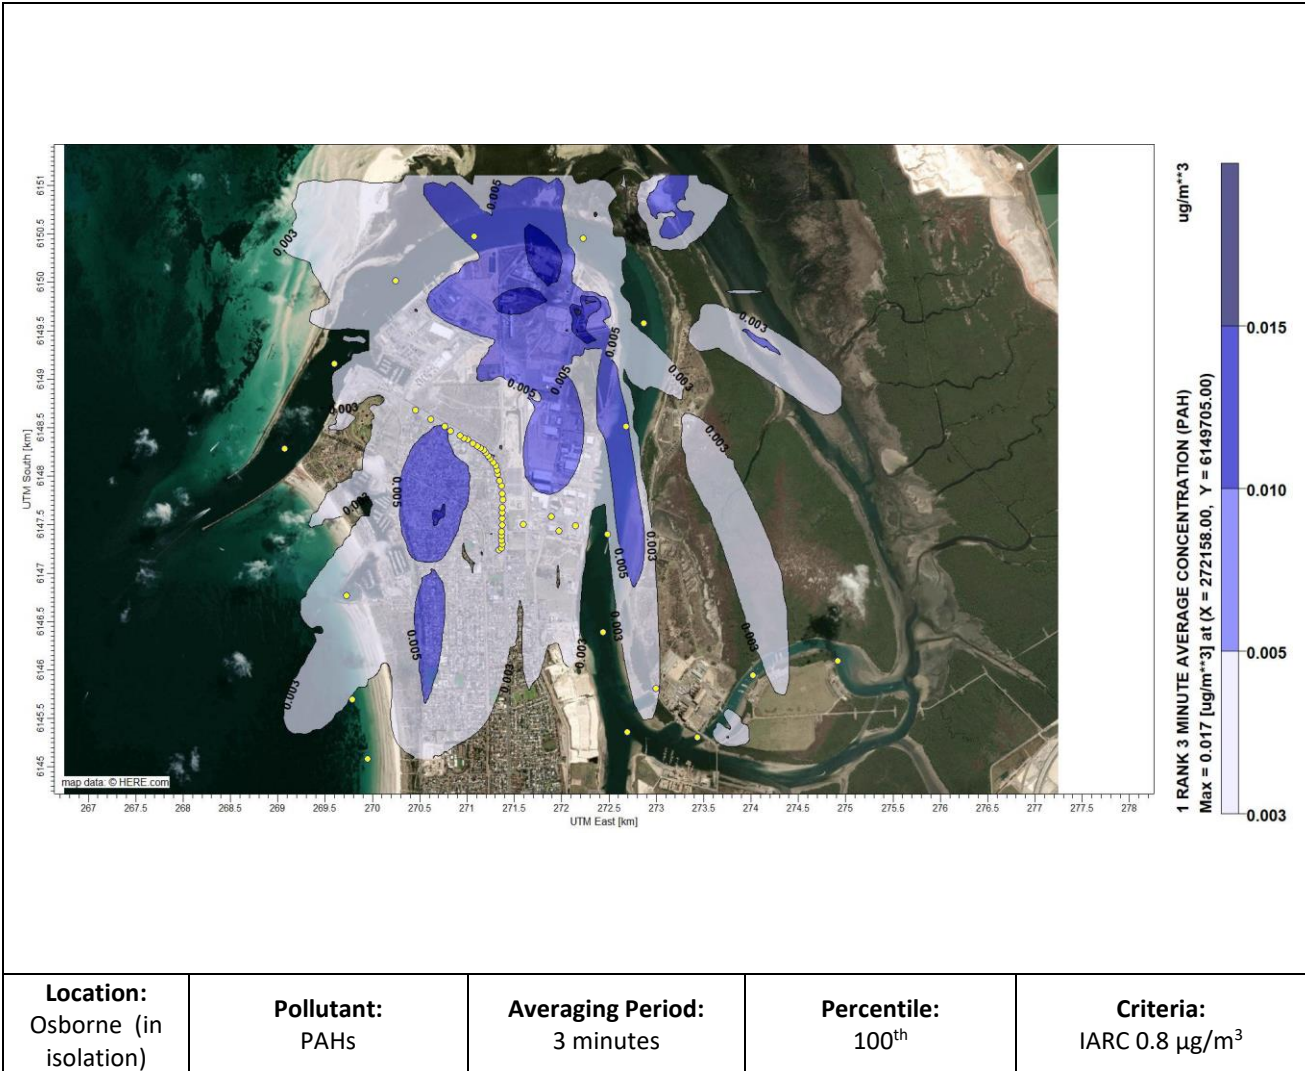 0.005
0.003
0.003
0.005
0.003
0.005
0.005
0.003
0.003
0.003
0.005
0.003
0.003
0.005
0.003
0.003
0.003
0.005
0.003
0.003
6151
6150.5
6150
6149.5
6149
6148.5
6148
6147.5
6147
6146.5
6146
6145.5
6145
UTM South [km]
map data: © HERE.com
267 267.5 268 268.5 269 269.5 270 270.5 271 271.5 272 272.5 273 273.5 274 274.5 275 275.5 276 276.5 277 277.5 278
UTM East [km]
1 RANK 3 MINUTE AVERAGE CONCENTRATION (PAH) ug/m**3
Max = 0.017 [ug/m**3] at (X = 272158.00, Y = 6149705.00)
0.015
0.010
0.005
0.003
Location:
Osborne (in
isolation)
Pollutant:
PAHs
Averaging Period:
3 minutes
Percentile:
100th
Criteria:
IARC 0.8 µg/m3